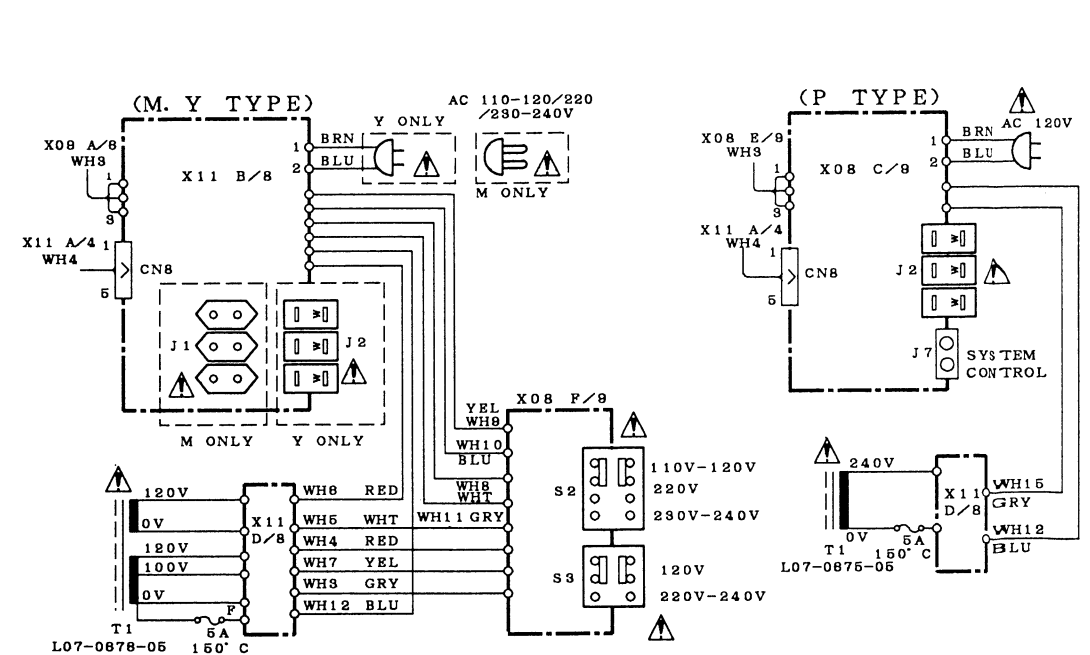 (M. Y TYPE)
AC 110-120/220
/230-240V
Y ONLY
X09 A/8
WH3
1
3
X11 B/8
1
BRN
2
BLU
M ONLY
X11 A/4
WH4
1
5
CN8
J1
W
W
W
J2
M ONLY
Y ONLY
120V
0V
120V
100V
0V
F
5A
150° C
T1
L07-0878-05
X11
D/8
WH6 RED
WH5 WHT
WH4 RED
WH7 YEL
WH3 GRY
WH12 BLU
YEL
WH9
WH10
BLU
WH8
WHT
WH11 GRY
X08 F/9
S2
110V-120V
220V
230V-240V
S3
120V
220V-240V
(P TYPE)
AC 120V
X08 E/9
WH3
1
3
X08 C/9
1
BRN
2
BLU
X11 A/4
WH4
1
5
CN8
W
W
W
J2
J7
SYSTEM
CONTROL
240V
0V
5A
150° C
T1
L07-0875-05
X11
D/8
WH15
GRY
WH12
BLU